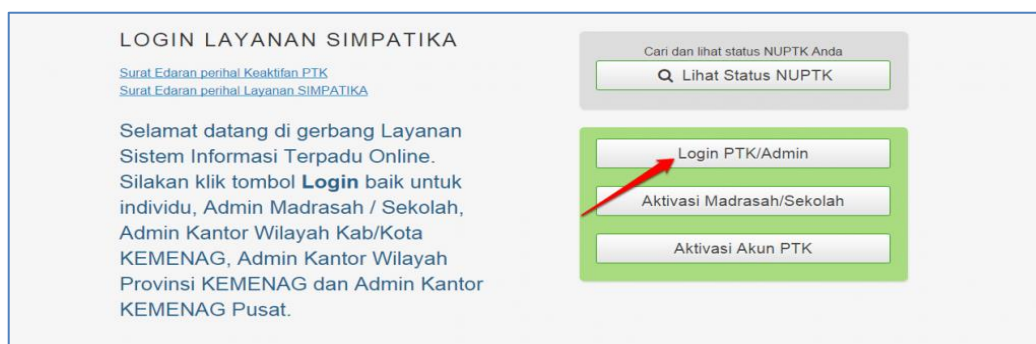 LOGIN LAYANAN SIMPATIKA
Surat Edaran perihal Keaktifan PTK
Surat Edaran perihal Layanan SIMPATIKA
Selamat datang di gerbang Layanan
Sistem Informasi Terpadu Online.
Silakan klik tombol Login baik untuk
individu, Admin Madrasah / Sekolah,
Admin Kantor Wilayah Kab/Kota
KEMENAG, Admin Kantor Wilayah
Provinsi KEMENAG dan Admin Kantor
KEMENAG Pusat.
Cari dan lihat status NUPTK Anda
Lihat Status NUPTK
Login PTK/Admin
Aktivasi Madrasah/Sekolah
Aktivasi Akun PTK